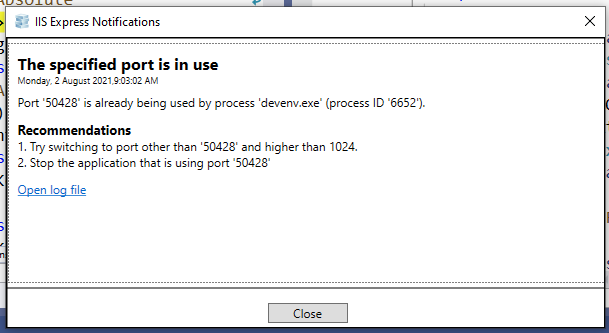 Absolute
IIS Express Notifications
The specified port is in use
Monday, 2 August 2021,9:03:02 AM
Port '50428' is already being used by process 'devenv.exe' (process ID '6652').
Recommendations
1. Try switching to port other than '50428' and higher than 1024.
2. Stop the application that is using port '50428'
Open log file
Close